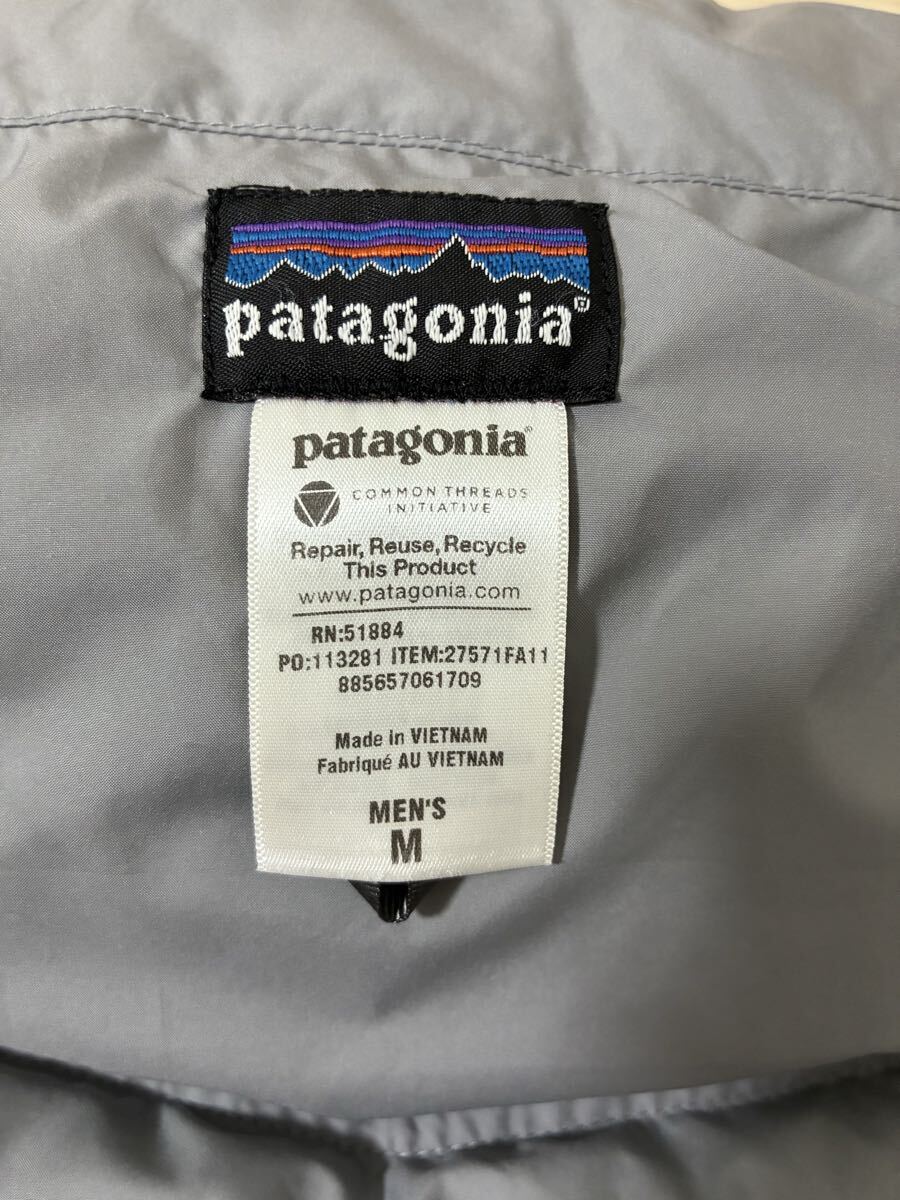 patagonia®
patagonia®
COMMON THREADS
INITIATIVE
Repair, Reuse, Recycle
This Product
www.patagonia.com
RN:51884
PO:113281 ITEM:27571FA11
885657061709
Made in VIETNAM
Fabriqué AU VIETNAM
MEN'S
M